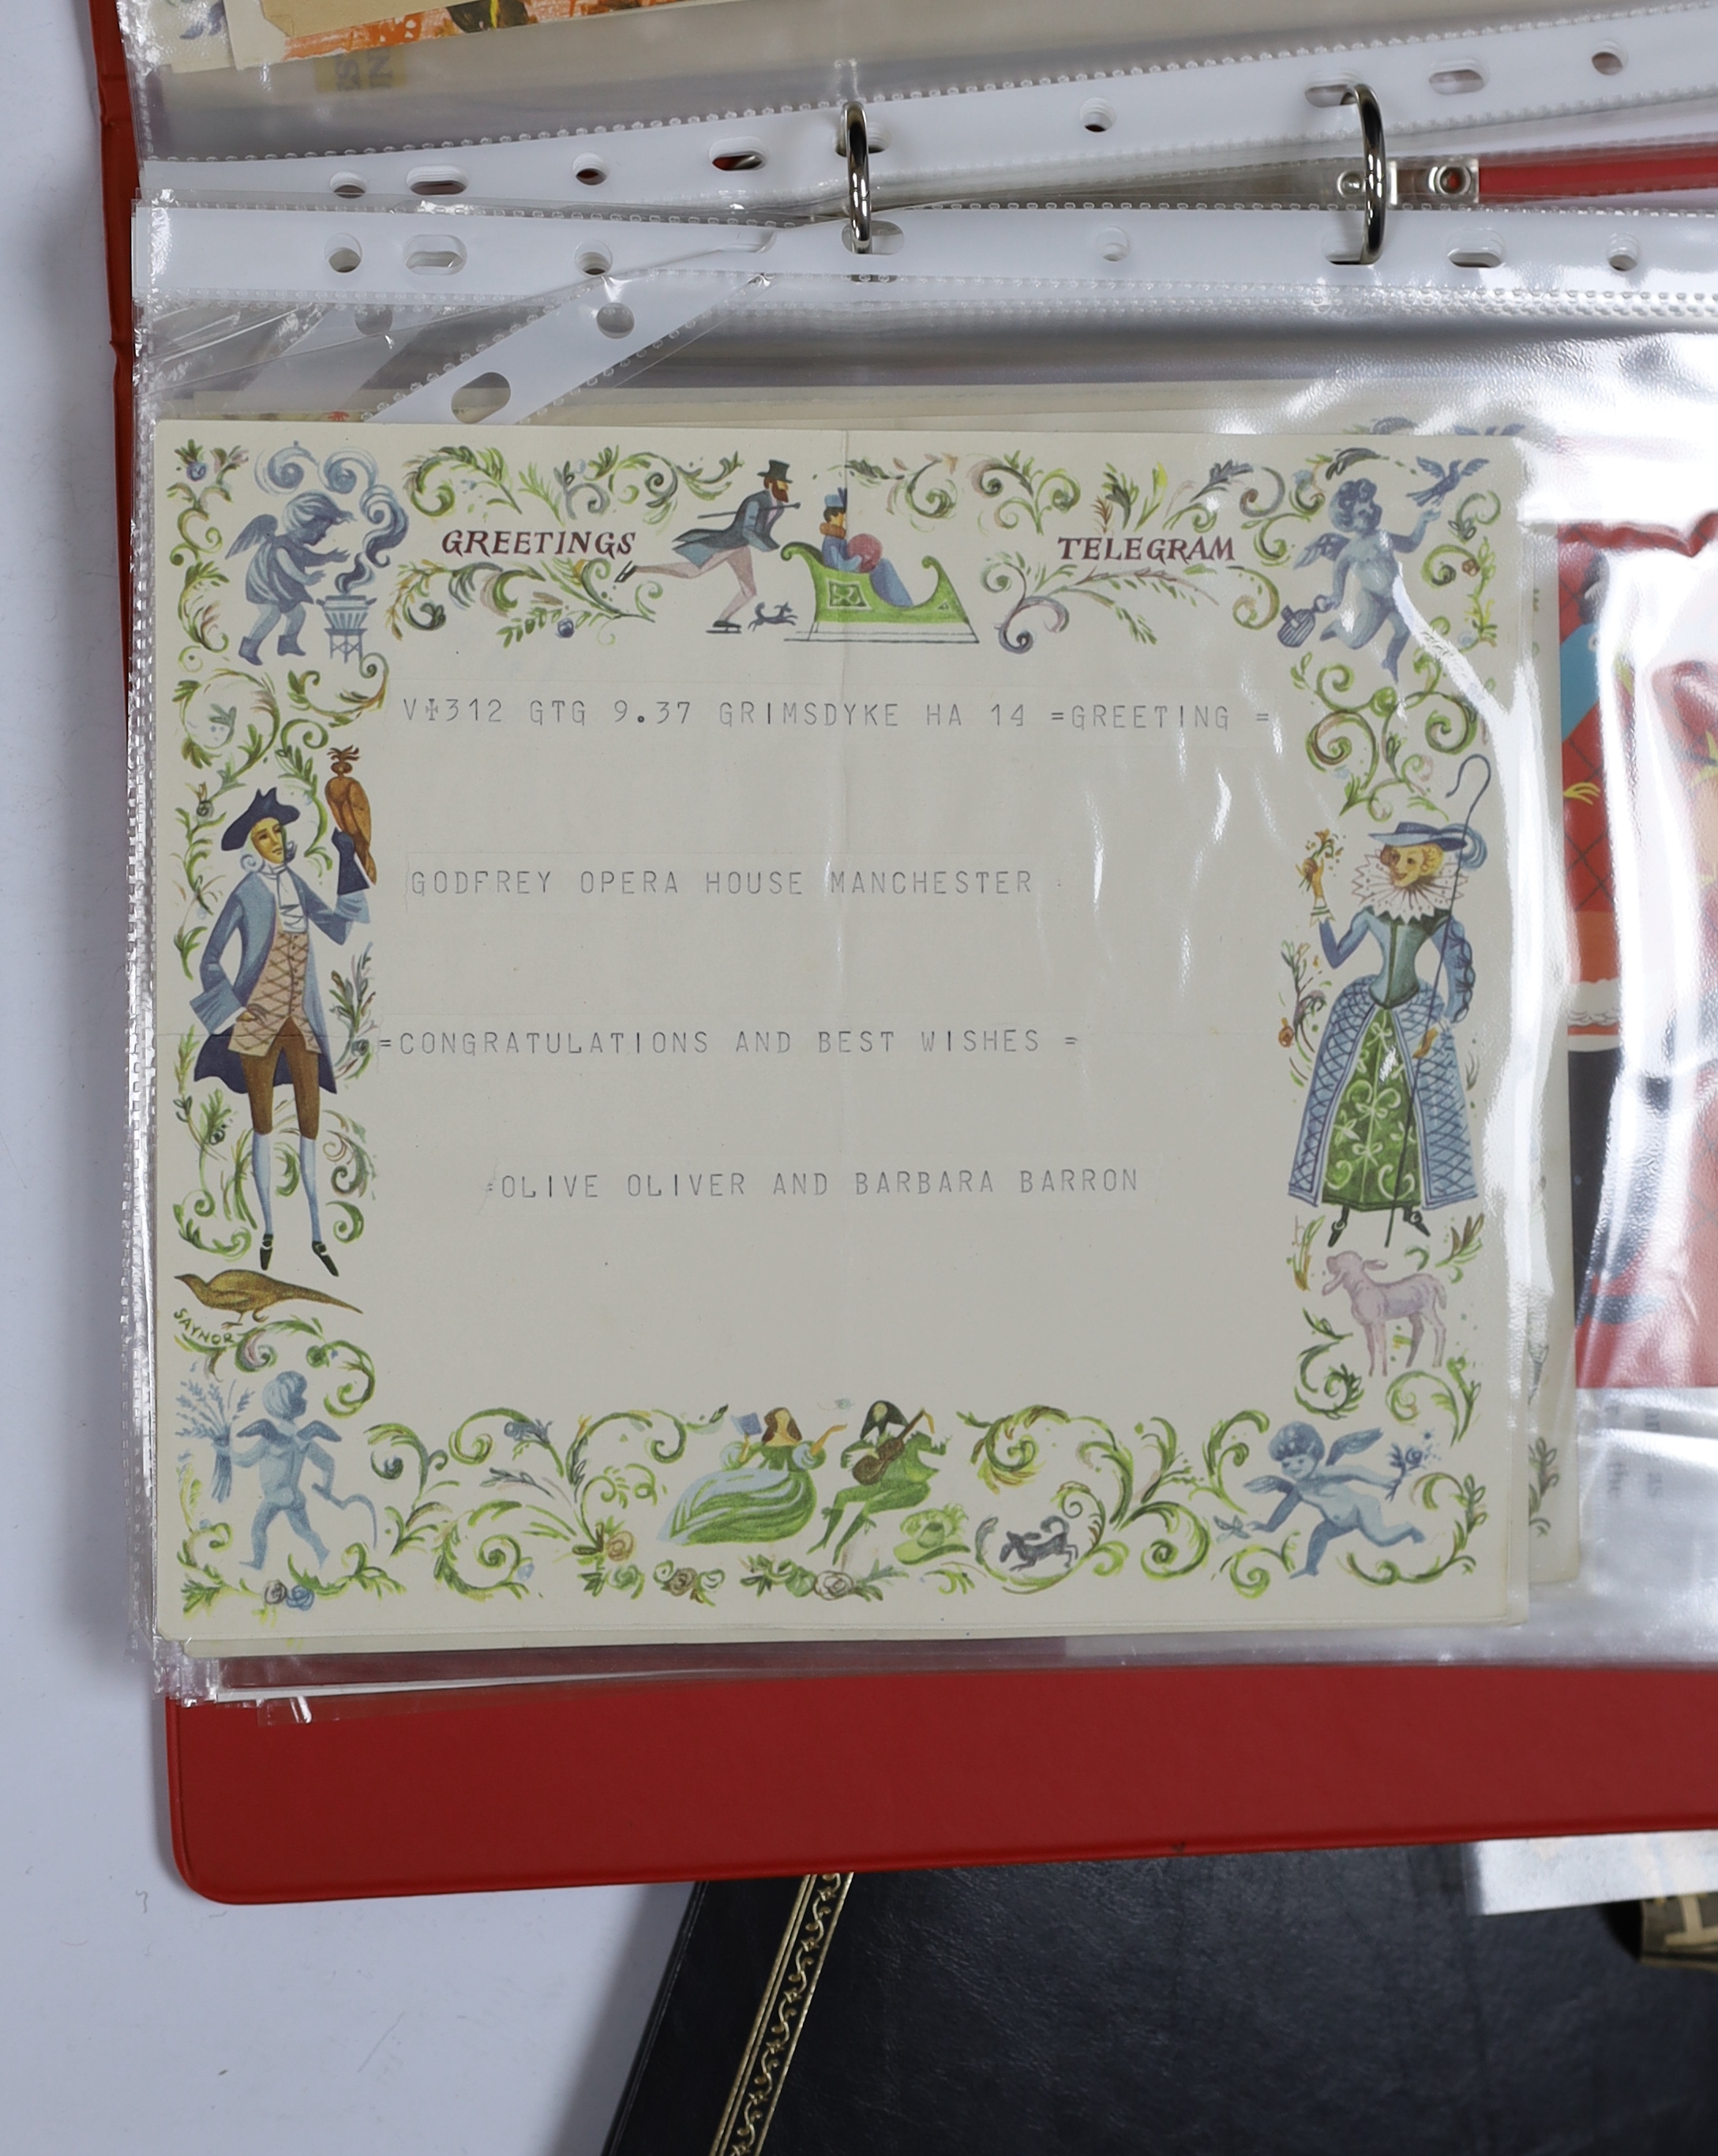 GREETINGS TELEGRAM
V✠312 GTG 9.37 GRIMSDYKE HA 14 =GREETING =
GODFREY OPERA HOUSE MANCHESTER =
=CONGRATULATIONS AND BEST WISHES =
=OLIVE OLIVER AND BARBARA BARRON
SAYNOR